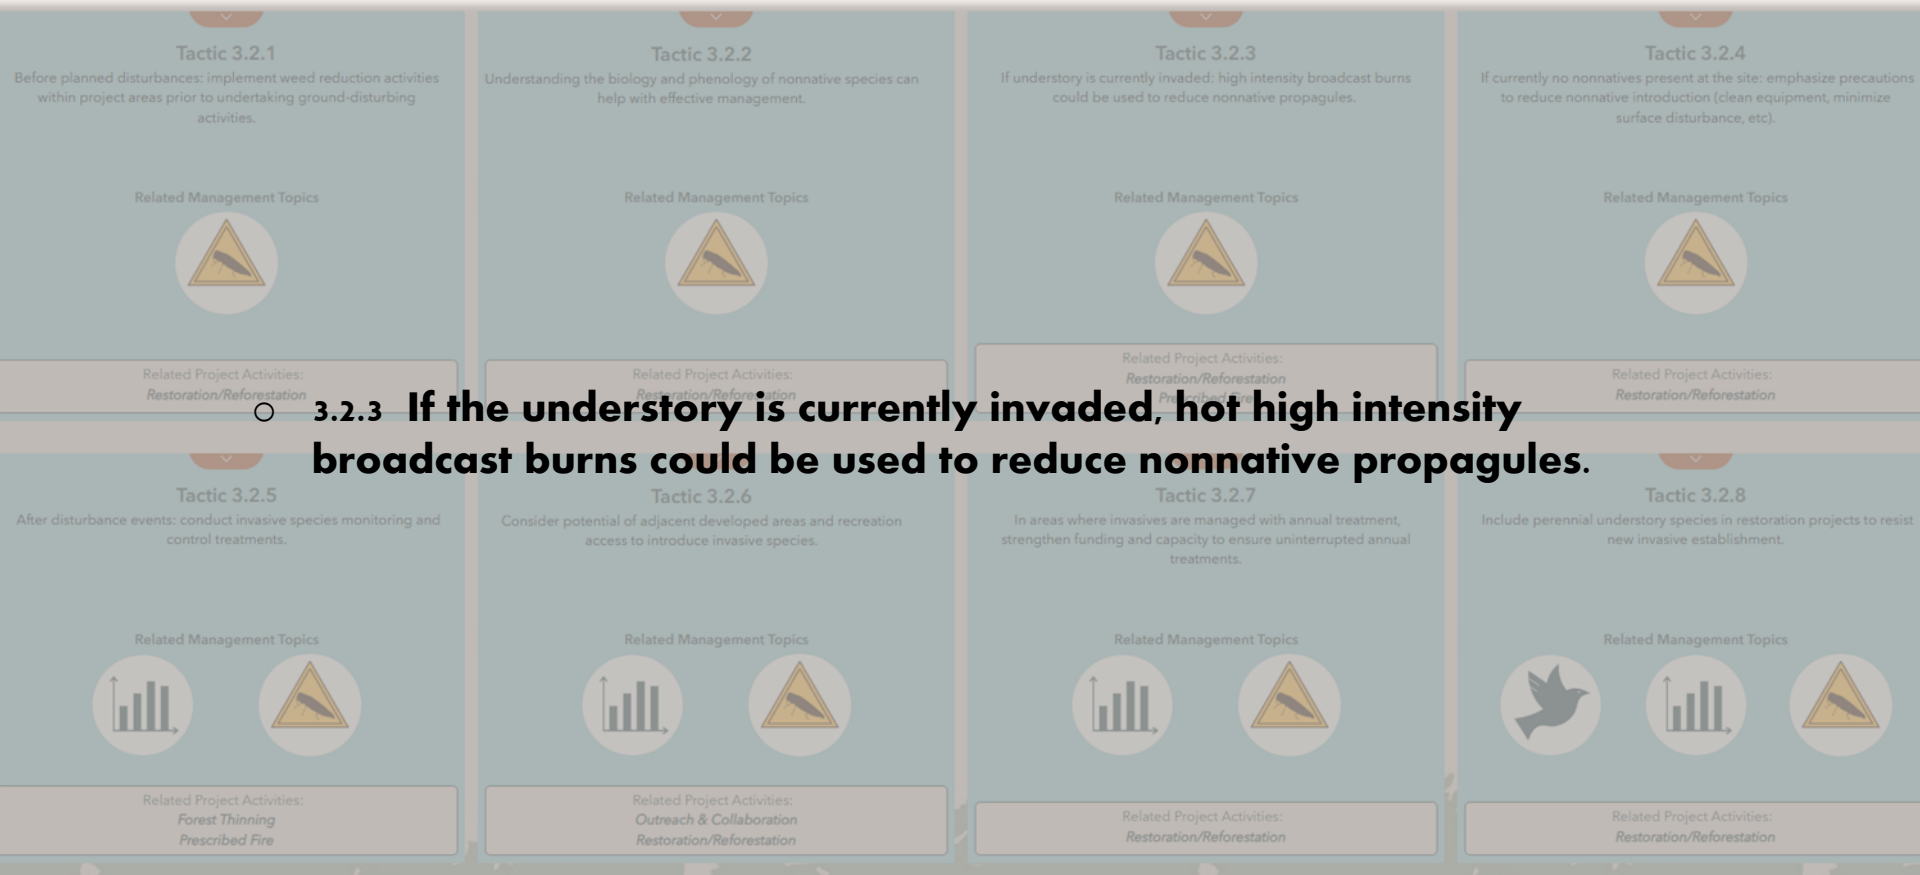 Tactic 3.2.1
Before planned disturbances: implement weed reduction activities
within project areas prior to undertaking ground-disturbing
activities.
Related Management Topics
Related Project Activities:
Restoration/Reforestation
Tactic 3.2.2
Understanding the biology and phenology of nonnative species can
help with effective management.
Related Management Topics
Related Project Activities:
Restoration/Reforestation
Tactic 3.2.3
If understory is currently invaded: high intensity broadcast burns
could be used to reduce nonnative propagules.
Related Management Topics
Related Project Activities:
Restoration/Reforestation
Prescribed Fire
Tactic 3.2.4
If currently no nonnatives present at the site: emphasize precautions
to reduce nonnative introduction (clean equipment, minimize
surface disturbance, etc).
Related Management Topics
Related Project Activities:
Restoration/Reforestation
○ 3.2.3 If the understory is currently invaded, hot high intensity
broadcast burns could be used to reduce nonnative propagules.
Tactic 3.2.5
After disturbance events: conduct invasive species monitoring and
control treatments.
Related Management Topics
Related Project Activities:
Forest Thinning
Prescribed Fire
Tactic 3.2.6
Consider potential of adjacent developed areas and recreation
access to introduce invasive species.
Related Management Topics
Related Project Activities:
Outreach & Collaboration
Restoration/Reforestation
Tactic 3.2.7
In areas where invasives are managed with annual treatment,
strengthen funding and capacity to ensure uninterrupted annual
treatments.
Related Management Topics
Related Project Activities:
Restoration/Reforestation
Tactic 3.2.8
Include perennial understory species in restoration projects to resist
new invasive establishment.
Related Management Topics
Related Project Activities:
Restoration/Reforestation